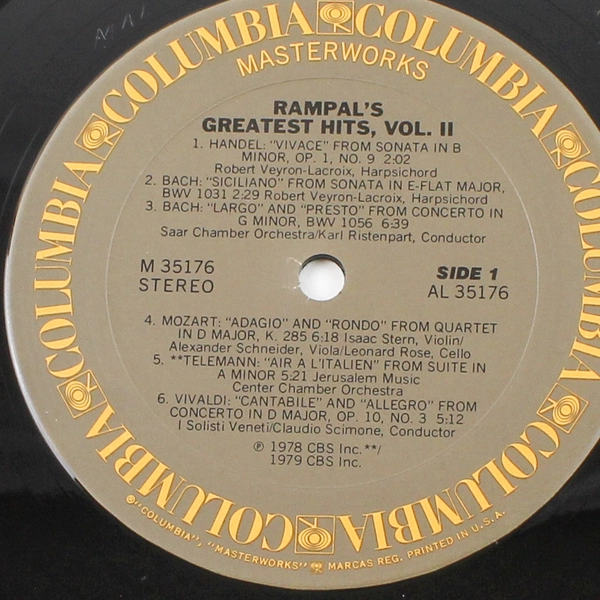 COLUMBIA COLUMBIA COLUMBIA COLUMBIA COLUMBIA COLUMBIA COLUMBIA COLUMBIA COLUMBIA
MASTERWORKS
RAMPAL'S
GREATEST HITS, VOL. II
1. HANDEL: "VIVACE" FROM SONATA IN B
MINOR, OP. 1, NO. 9 2:02
Robert Veyron-Lacroix, Harpsichord
2. BACH: "SICILIANO" FROM SONATA IN E-FLAT MAJOR,
BWV 1031 2:29 Robert Veyron-Lacroix, Harpsichord
3. BACH: "LARGO" AND "PRESTO" FROM CONCERTO IN
G MINOR, BWV 1056 6:39
Saar Chamber Orchestra/Karl Ristenpart, Conductor
M 35176
STEREO
SIDE 1
AL 35176
4. MOZART: "ADAGIO" AND "RONDO" FROM QUARTET
IN D MAJOR, K. 285 6:18 Isaac Stern, Violin/
Alexander Schneider, Viola/Leonard Rose, Cello
5. **TELEMANN: "AIR A L'ITALIEN" FROM SUITE IN
A MINOR 5:21 Jerusalem Music
Center Chamber Orchestra
6. VIVALDI: "CANTABILE" AND "ALLEGRO" FROM
CONCERTO IN D MAJOR, OP. 10, NO. 3 5:12
I Solisti Veneti/Claudio Scimone, Conductor
℗ 1978 CBS Inc.**/
1979 CBS Inc.
®"COLUMBIA", "MASTERWORKS" MARCAS REG. PRINTED IN U.S.A.